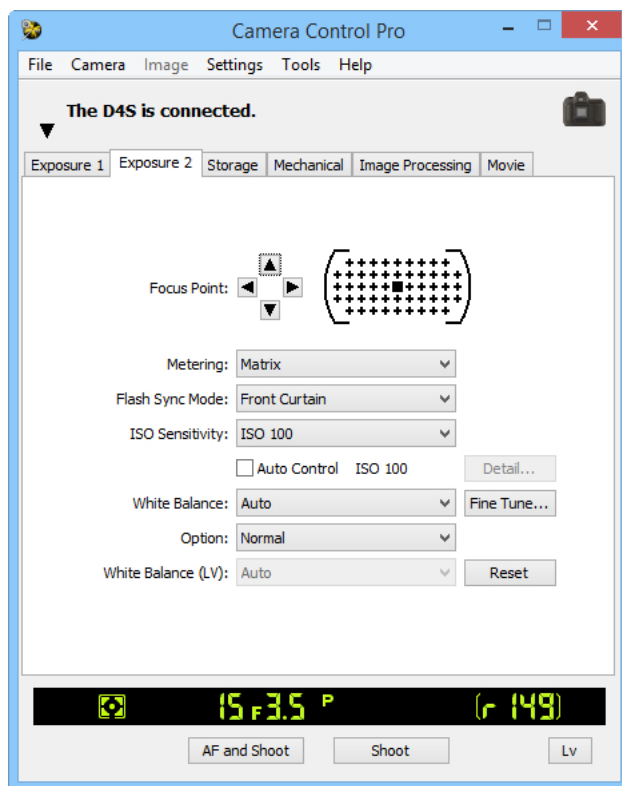 Camera Control Pro
File Camera Image Settings Tools Help
The D4S is connected.
Exposure 1 Exposure 2 Storage Mechanical Image Processing Movie
Focus Point:
Metering: Matrix
Flash Sync Mode: Front Curtain
ISO Sensitivity: ISO 100
Auto Control ISO 100 Detail...
White Balance: Auto Fine Tune...
Option: Normal
White Balance (LV): Auto Reset
15 F3.5 P (r 149)
AF and Shoot Shoot Lv